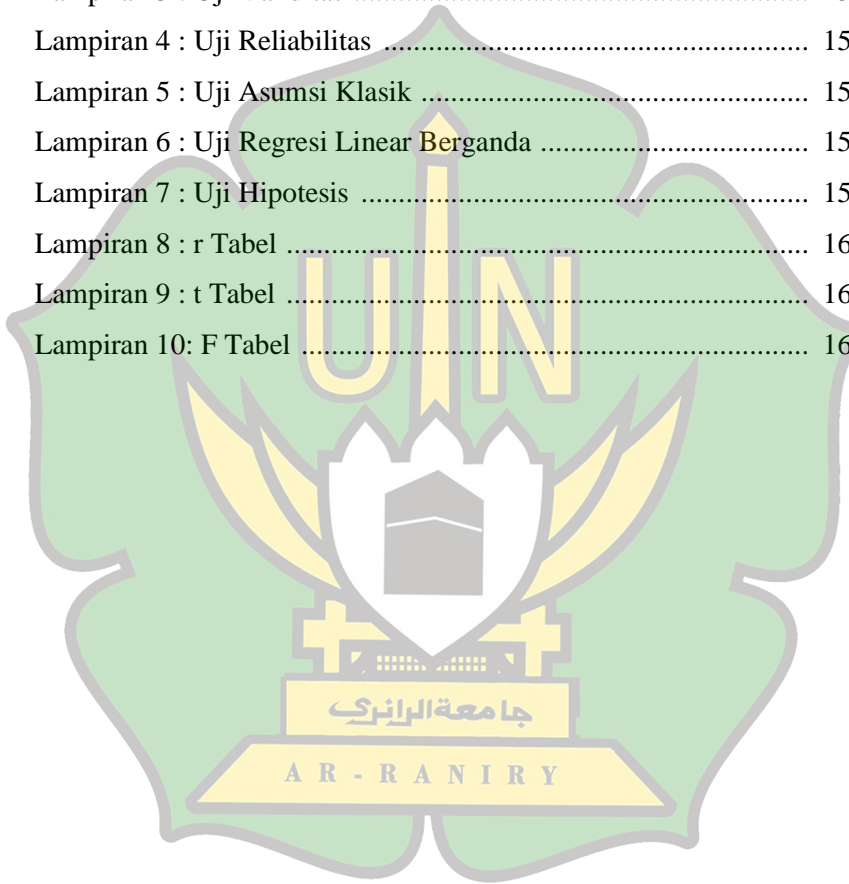 Lampiran 4 : Uji Reliabilitas ........................................................... 15
Lampiran 5 : Uji Asumsi Klasik ...................................................... 15
Lampiran 6 : Uji Regresi Linear Berganda ..................................... 15
Lampiran 7 : Uji Hipotesis .............................................................. 15
Lampiran 8 : r Tabel ........................................................................ 16
Lampiran 9 : t Tabel ........................................................................ 16
Lampiran 10: F Tabel ...................................................................... 16
UIN
جامعة الرانري
AR-RANIRY